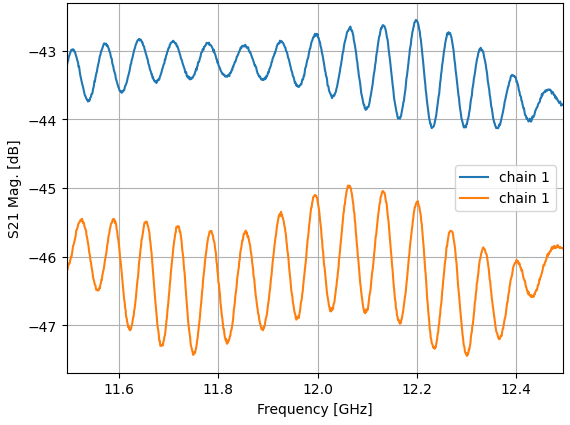 −43
−44
−45
−46
−47
S21 Mag. [dB]
chain 1
chain 1
11.6
11.8
12.0
12.2
12.4
Frequency [GHz]